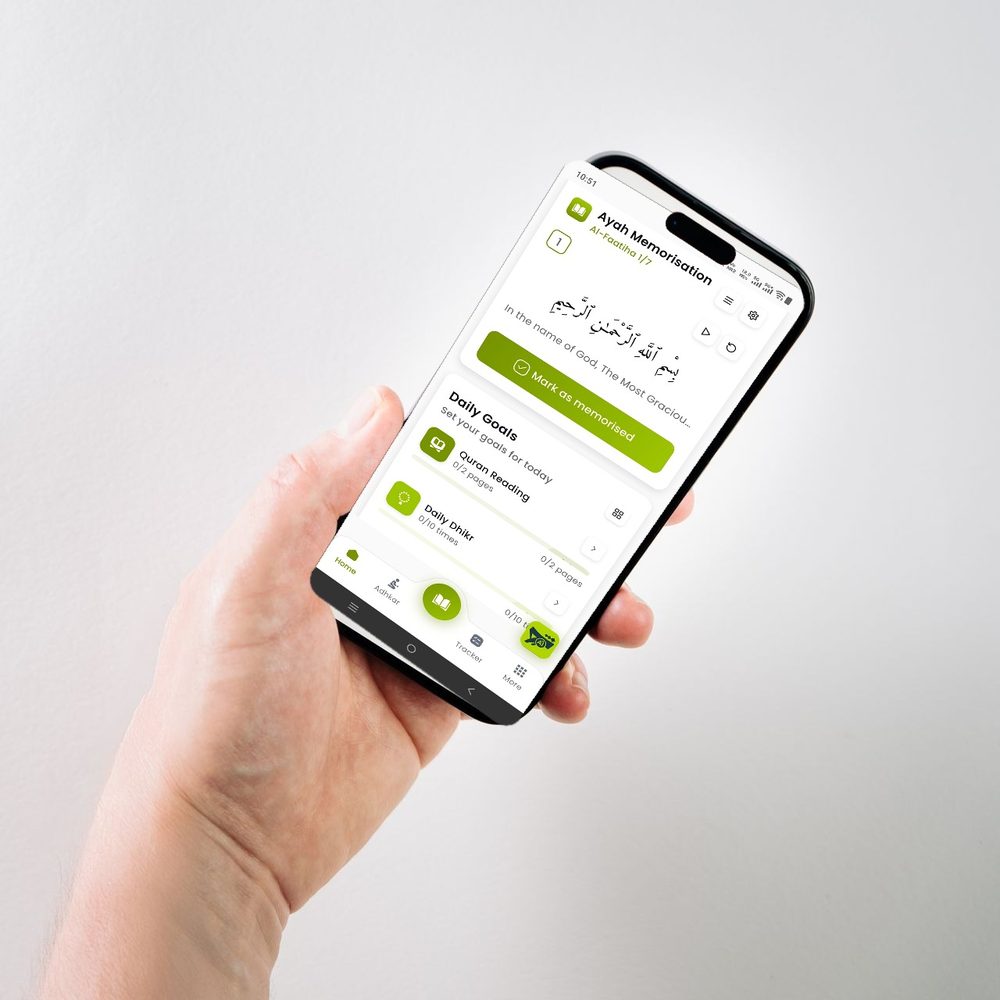 10:51
Ayah Memorisation
Al-Faatiha 1/7
1
بِسْمِ ٱللَّهِ ٱلرَّحْمَـٰنِ ٱلرَّحِيمِ
In the name of God, The Most Graciou...
Mark as memorised
Daily Goals
Set your goals for today
Quran Reading
0/2 pages
0/2 pages
Daily Dhikr
0/10 times
0/10
Home
Adhkar
Tracker
More